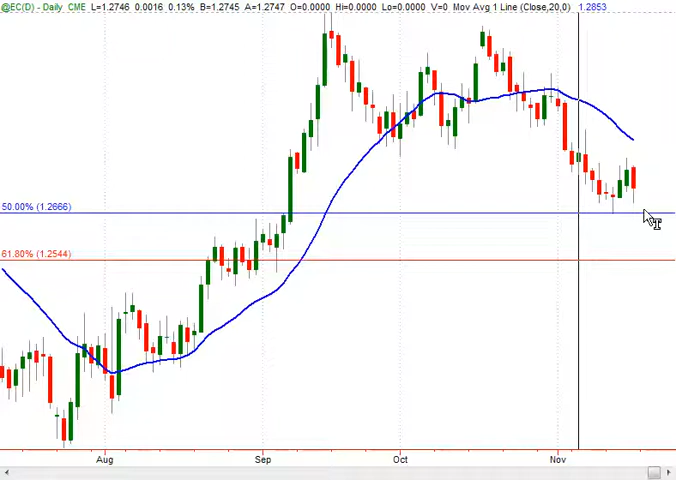 @EC(D) - Daily CME L=1.2746 0.0016 0.13% B=1.2745 A=1.2747 O=0.0000 Hi=0.0000 Lo=0.0000 V=0 Mov Avg 1 Line (Close,20,0) 1.2853
50.00% (1.2666)
61.80% (1.2544)
Aug Sep Oct Nov